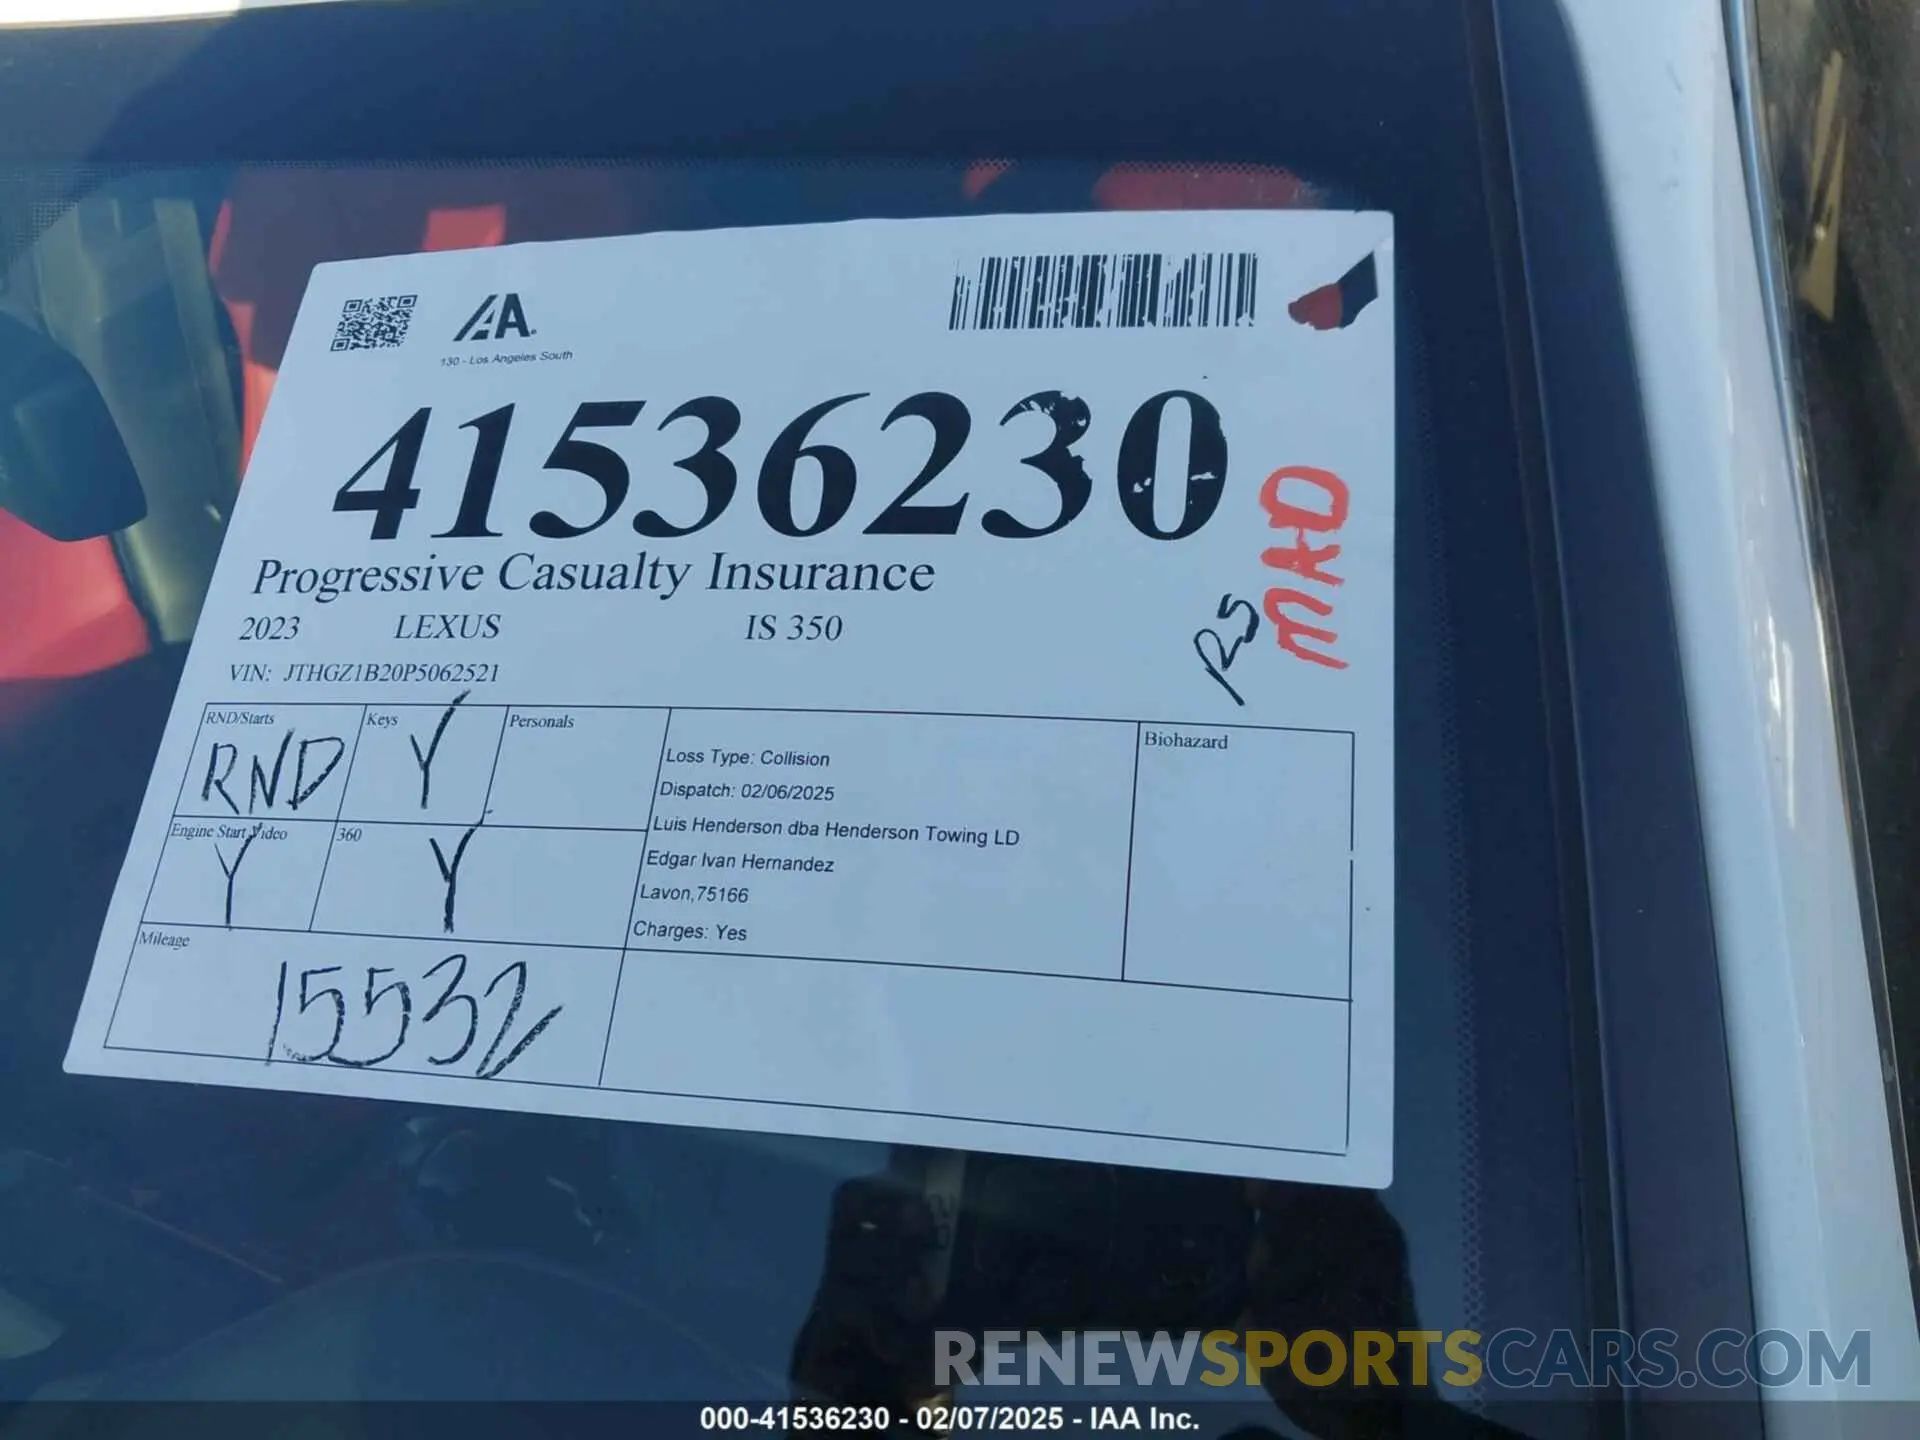 IAA
130 - Los Angeles South
41536230
Progressive Casualty Insurance
2023 LEXUS IS 350
VIN: JTHGZ1B20P5062521
RS
MAD
RND/Starts
RND
Keys
Y
Personals
Engine Start Video
Y
360
Y
Loss Type: Collision
Dispatch: 02/06/2025
Luis Henderson dba Henderson Towing LD
Edgar Ivan Hernandez
Lavon,75166
Charges: Yes
Biohazard
Mileage
15532
RENEWSPORTSCARS.COM
000-41536230 - 02/07/2025 - IAA Inc.